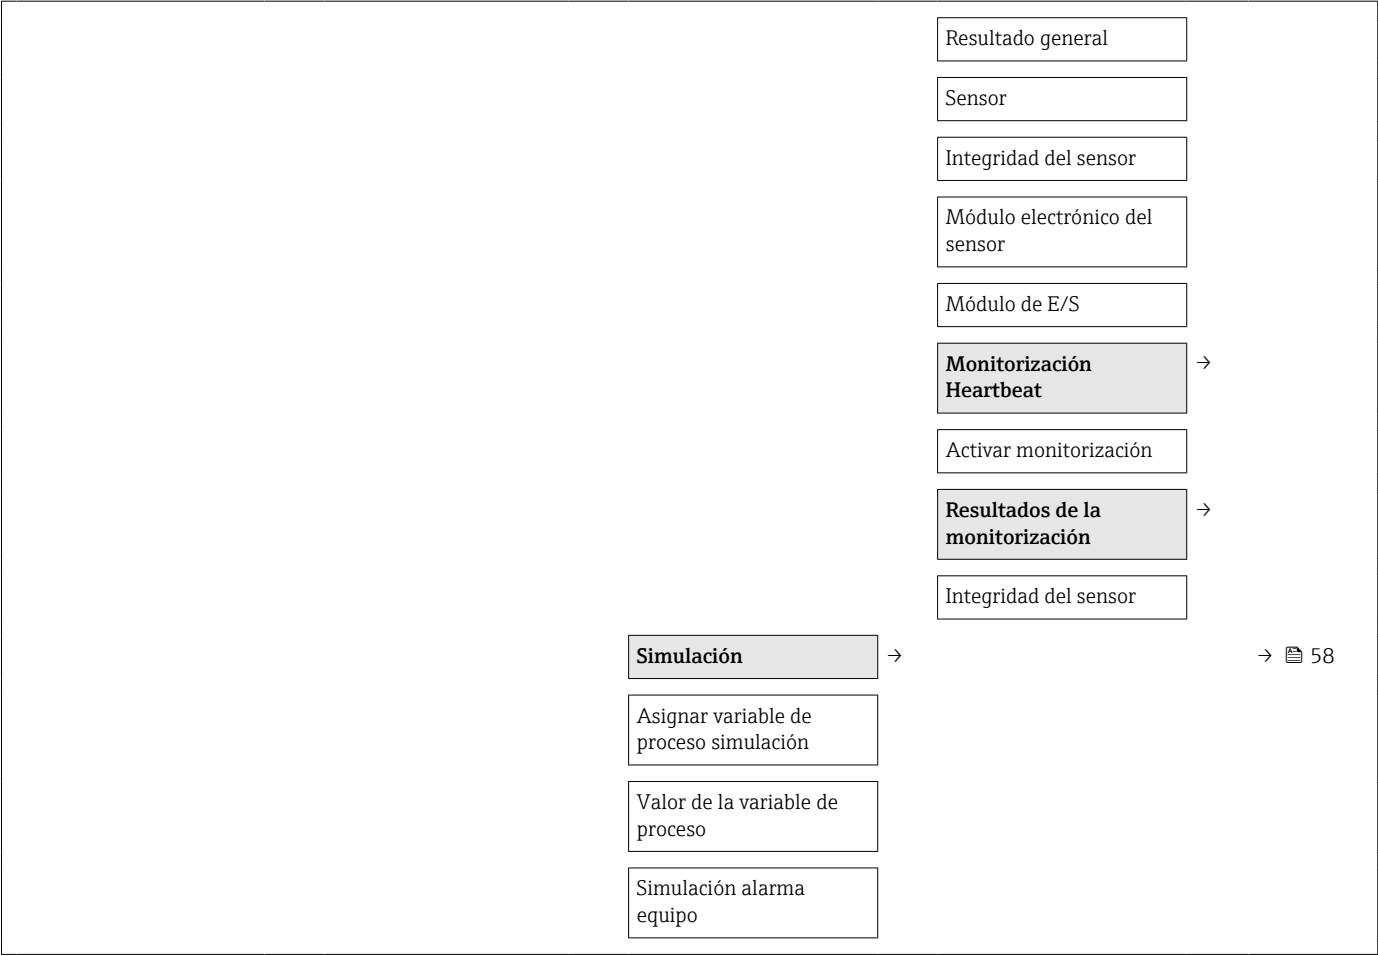 Resultado general
Sensor
Integridad del sensor
Módulo electrónico del
sensor
Módulo de E/S
Monitorización
Heartbeat
→
Activar monitorización
Resultados de la
monitorización
→
Integridad del sensor
Simulación → → 58
Asignar variable de
proceso simulación
Valor de la variable de
proceso
Simulación alarma
equipo